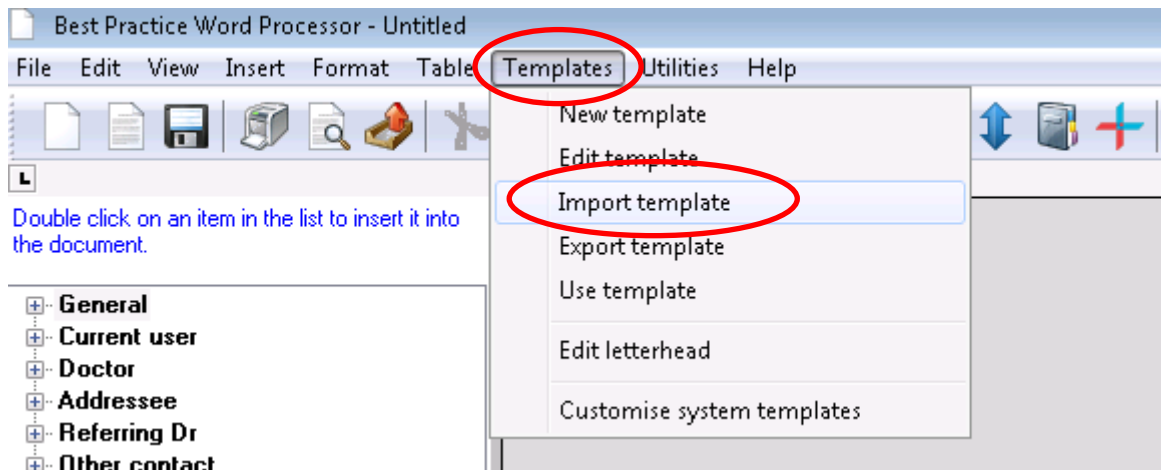 Best Practice Word Processor - Untitled
File Edit View Insert Format Table Templates Utilities Help
New template
Edit template
Import template
Export template
Use template
Edit letterhead
Customise system templates
L
Double click on an item in the list to insert it into
the document.
General
Current user
Doctor
Addressee
Referring Dr
Other contact